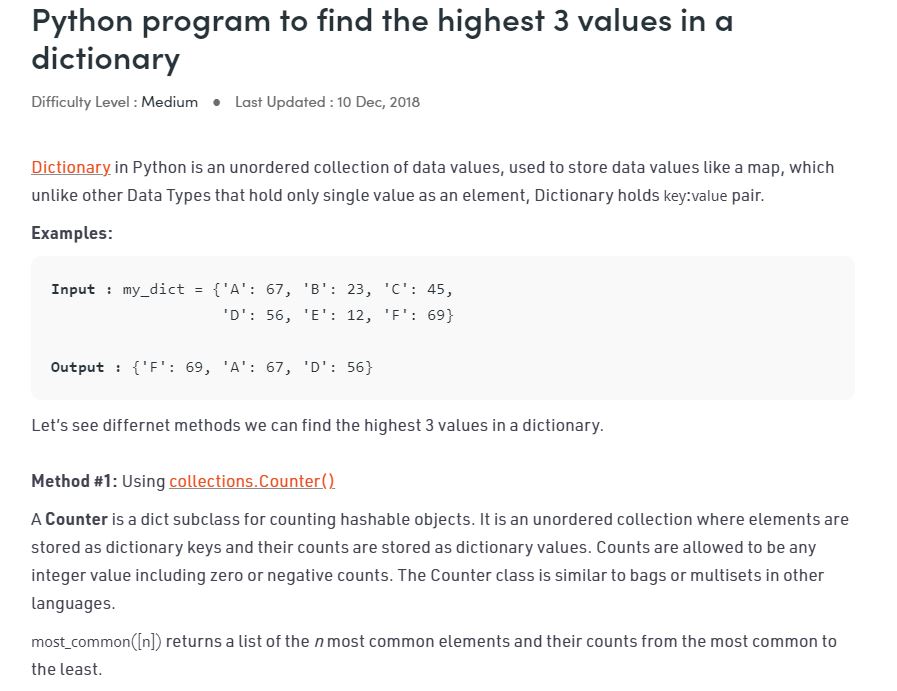 Python program to find the highest 3 values in a
dictionary
Difficulty Level : Medium ● Last Updated : 10 Dec, 2018
Dictionary in Python is an unordered collection of data values, used to store data values like a map, which
unlike other Data Types that hold only single value as an element, Dictionary holds key:value pair.
Examples:
Input : my_dict = {'A': 67, 'B': 23, 'C': 45,
'D': 56, 'E': 12, 'F': 69}
Output : {'F': 69, 'A': 67, 'D': 56}
Let's see differnet methods we can find the highest 3 values in a dictionary.
Method #1: Using collections.Counter()
A Counter is a dict subclass for counting hashable objects. It is an unordered collection where elements are
stored as dictionary keys and their counts are stored as dictionary values. Counts are allowed to be any
integer value including zero or negative counts. The Counter class is similar to bags or multisets in other
languages.
most_common([n]) returns a list of the n most common elements and their counts from the most common to
the least.